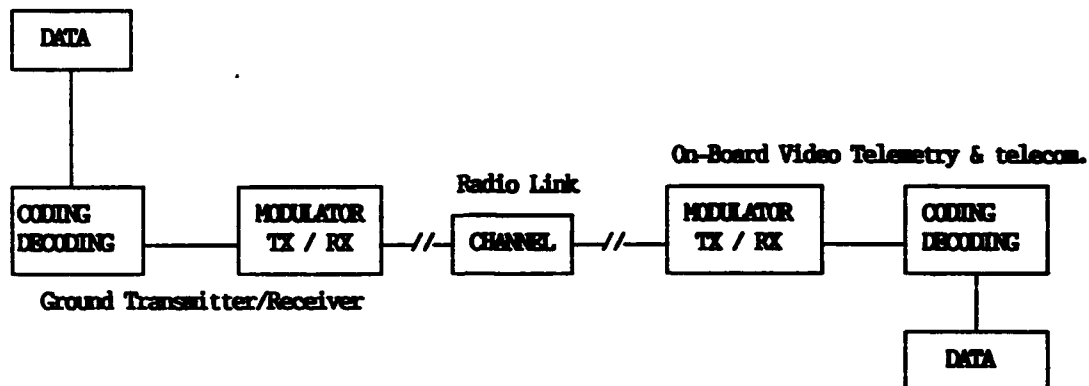 DATA
On-Board Video Telemetry & telecom.
Radio Link
CODING
DECODING
MODULATOR
TX / RX
CHANNEL
MODULATOR
TX / RX
CODING
DECODING
Ground Transmitter/Receiver
DATA